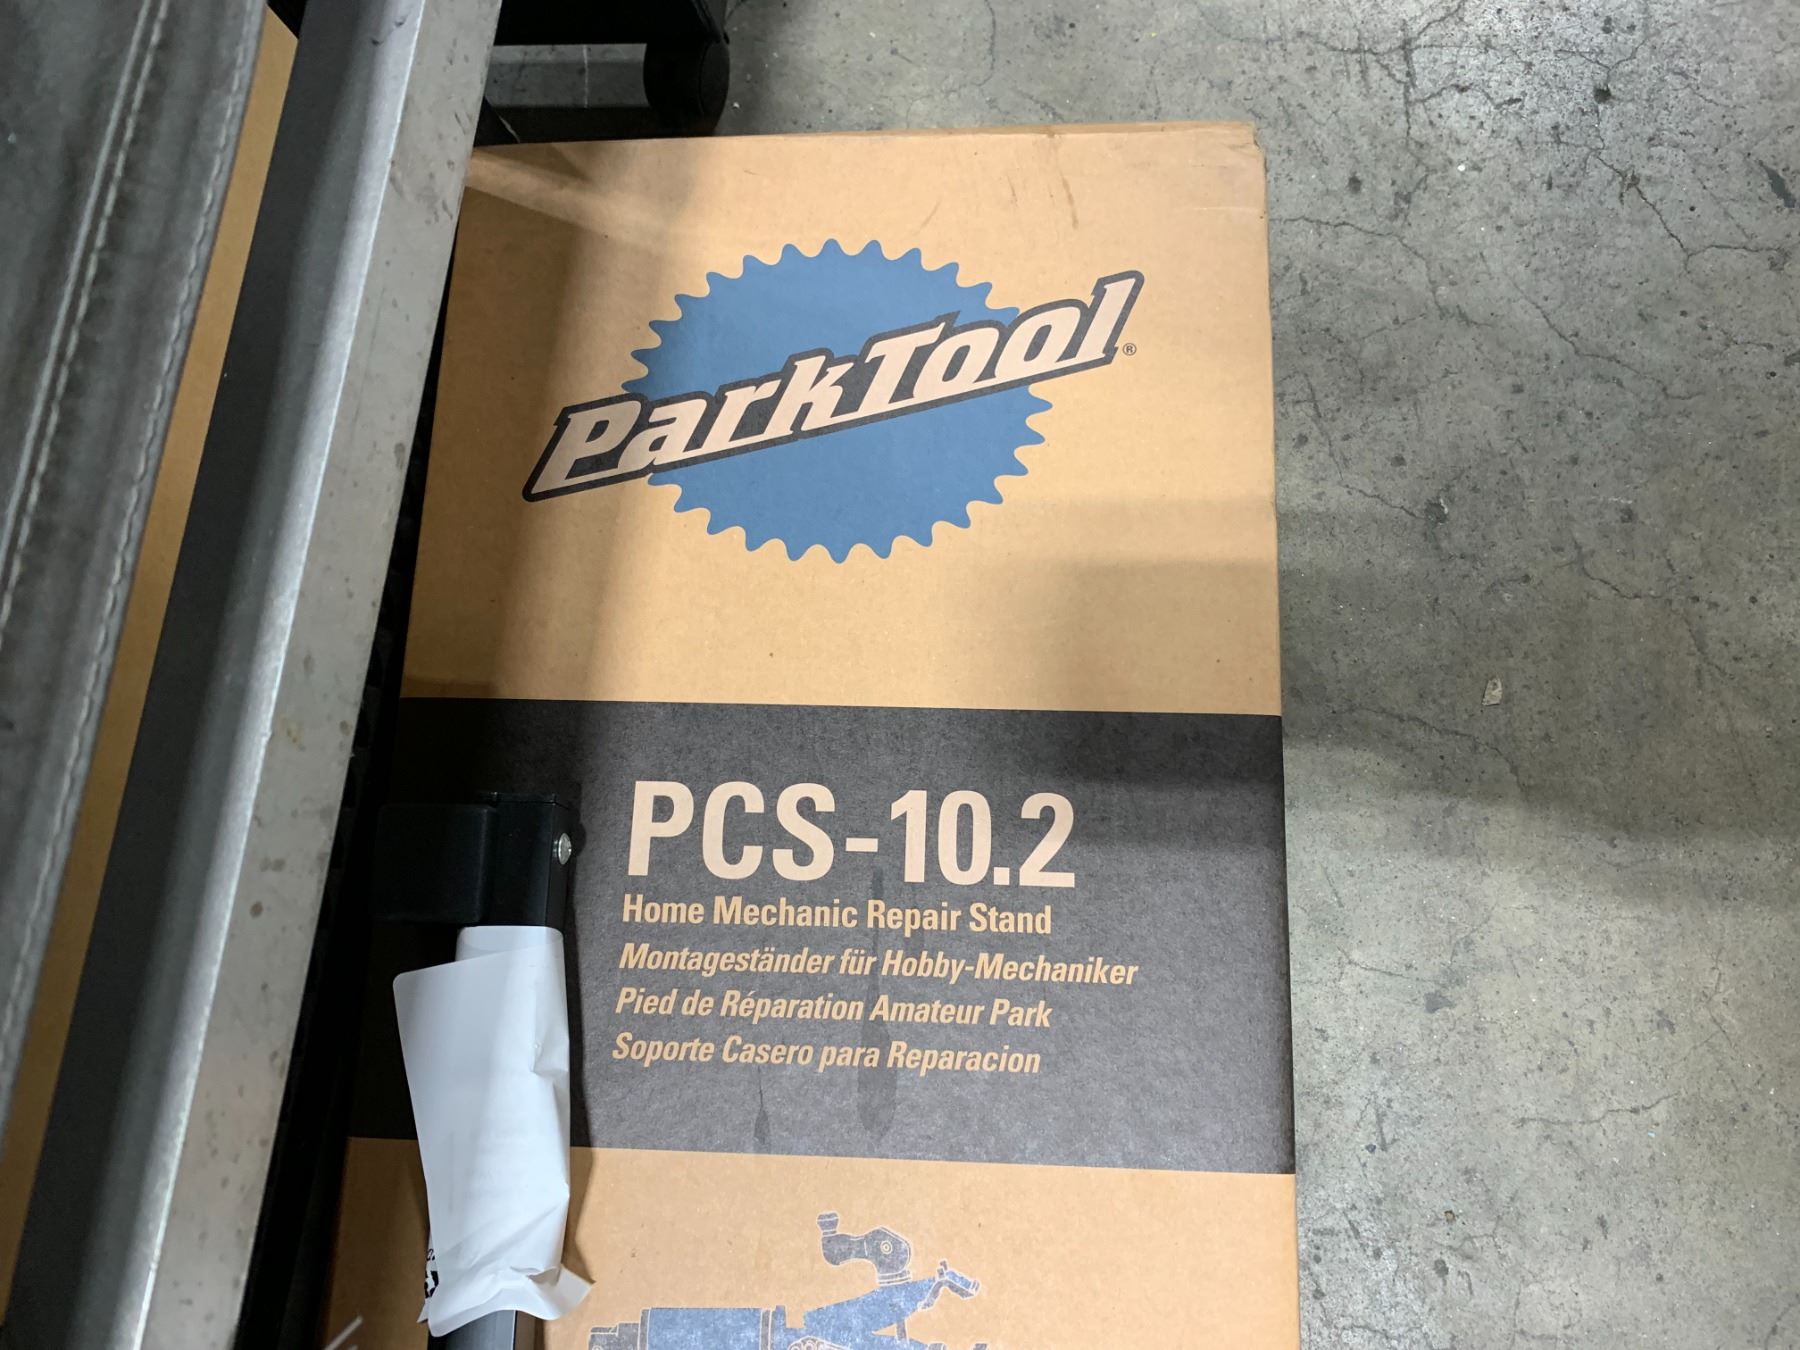 ParkTool®
PCS-10.2
Home Mechanic Repair Stand
Montageständer für Hobby-Mechaniker
Pied de Réparation Amateur Park
Soporte Casero para Reparacion